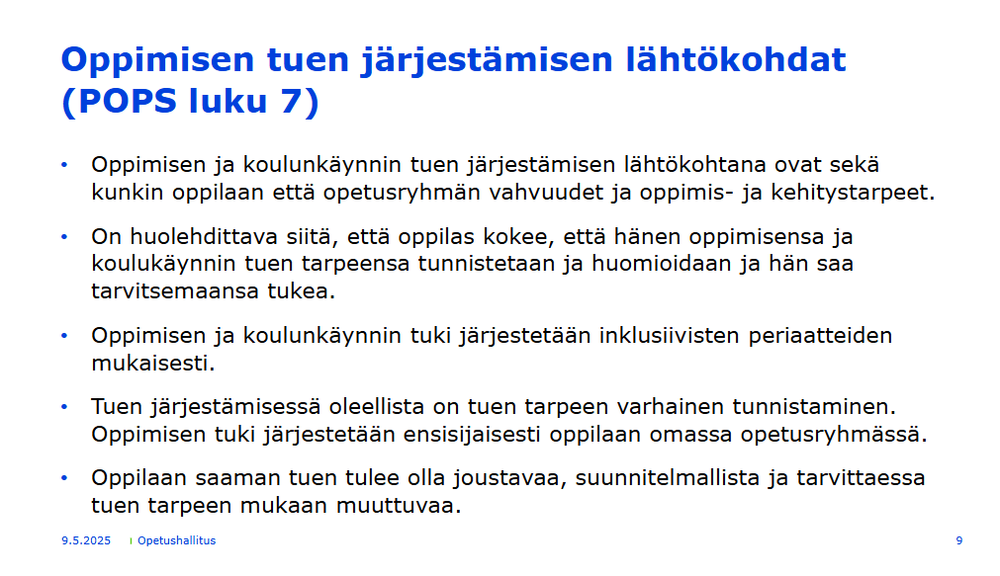 Oppimisen tuen järjestämisen lähtökohdat
(POPS luku 7)
• Oppimisen ja koulunkäynnin tuen järjestämisen lähtökohtana ovat sekä
kunkin oppilaan että opetusryhmän vahvuudet ja oppimis- ja kehitystarpeet.
• On huolehdittava siitä, että oppilas kokee, että hänen oppimisensa ja
koulukäynnin tuen tarpeensa tunnistetaan ja huomioidaan ja hän saa
tarvitsemaansa tukea.
• Oppimisen ja koulunkäynnin tuki järjestetään inklusiivisten periaatteiden
mukaisesti.
• Tuen järjestämisessä oleellista on tuen tarpeen varhainen tunnistaminen.
Oppimisen tuki järjestetään ensisijaisesti oppilaan omassa opetusryhmässä.
• Oppilaan saaman tuen tulee olla joustavaa, suunnitelmallista ja tarvittaessa
tuen tarpeen mukaan muuttuvaa.
9.5.2025 | Opetushallitus 9